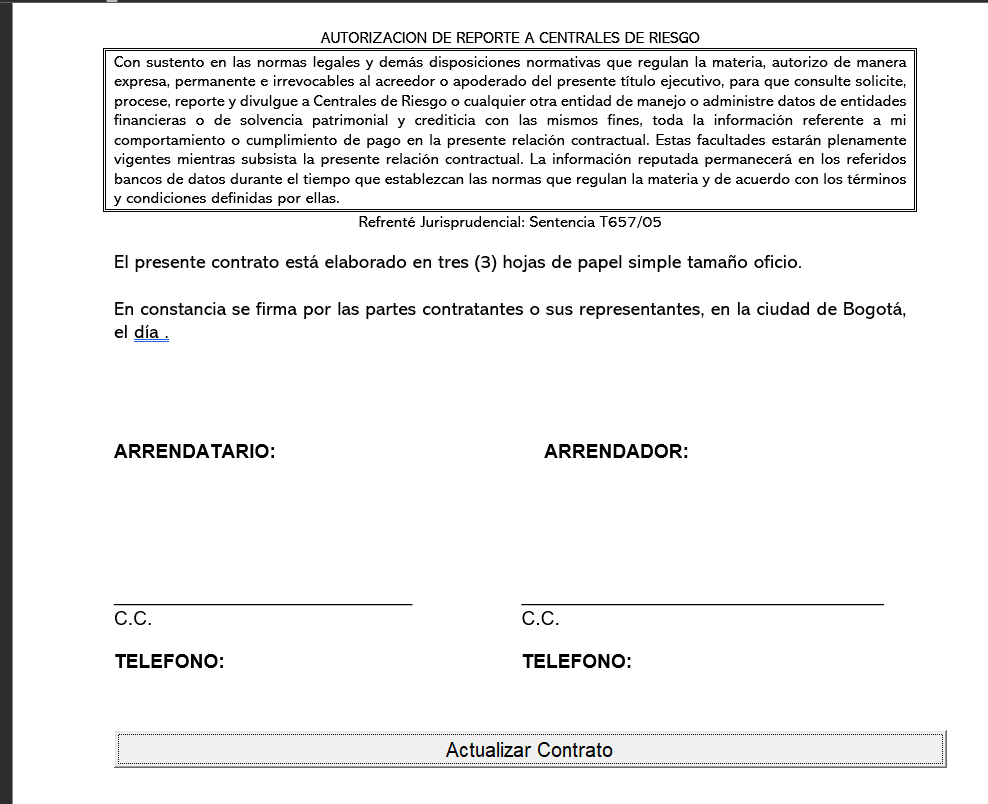 AUTORIZACION DE REPORTE A CENTRALES DE RIESGO
Con sustento en las normas legales y demás disposiciones normativas que regulan la materia, autorizo de manera
expresa, permanente e irrevocables al acreedor o apoderado del presente título ejecutivo, para que consulte solicite,
procese, reporte y divulgue a Centrales de Riesgo o cualquier otra entidad de manejo o administre datos de entidades
financieras o de solvencia patrimonial y crediticia con las mismos fines, toda la información referente a mi
comportamiento o cumplimiento de pago en la presente relación contractual. Estas facultades estarán plenamente
vigentes mientras subsista la presente relación contractual. La información reputada permanecerá en los referidos
bancos de datos durante el tiempo que establezcan las normas que regulan la materia y de acuerdo con los términos
y condiciones definidas por ellas.
Refrenté Jurisprudencial: Sentencia T657/05
El presente contrato está elaborado en tres (3) hojas de papel simple tamaño oficio.
En constancia se firma por las partes contratantes o sus representantes, en la ciudad de Bogotá,
el día .
ARRENDATARIO: ARRENDADOR:
C.C. C.C.
TELEFONO: TELEFONO:
Actualizar Contrato